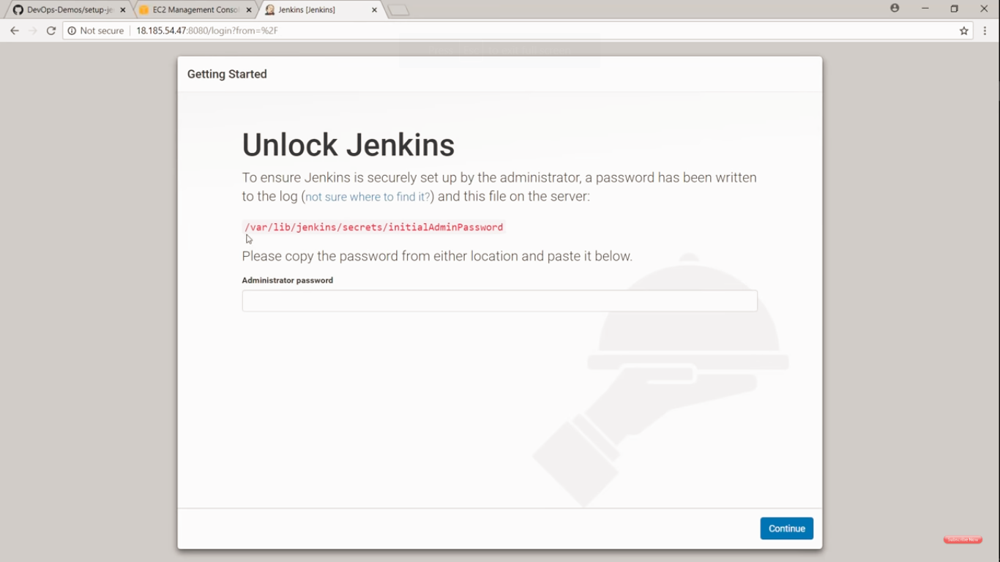 DevOps-Demos/setup-je
EC2 Management Consol
Jenkins [Jenkins]
Not secure
18.185.54.47:8080/login?from=%2F
Getting Started
Unlock Jenkins
To ensure Jenkins is securely set up by the administrator, a password has been written
to the log (not sure where to find it?) and this file on the server:
/var/lib/jenkins/secrets/initialAdminPassword
Please copy the password from either location and paste it below.
Administrator password
Continue
Subscribe Now